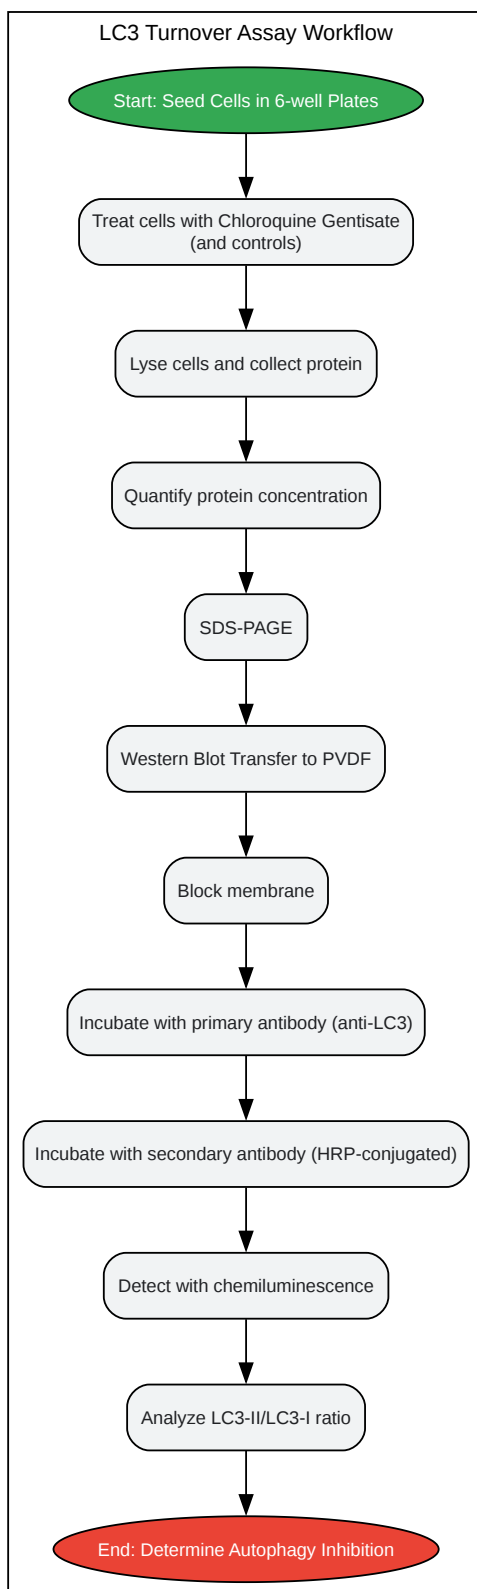 LC3 Turnover Assay Workflow
Start: Seed Cells in 6-well Plates
Treat cells with Chloroquine Gentisate
(and controls)
Lyse cells and collect protein
Quantify protein concentration
SDS-PAGE
Western Blot Transfer to PVDF
Block membrane
Incubate with primary antibody (anti-LC3)
Incubate with secondary antibody (HRP-conjugated)
Detect with chemiluminescence
Analyze LC3-II/LC3-I ratio
End: Determine Autophagy Inhibition